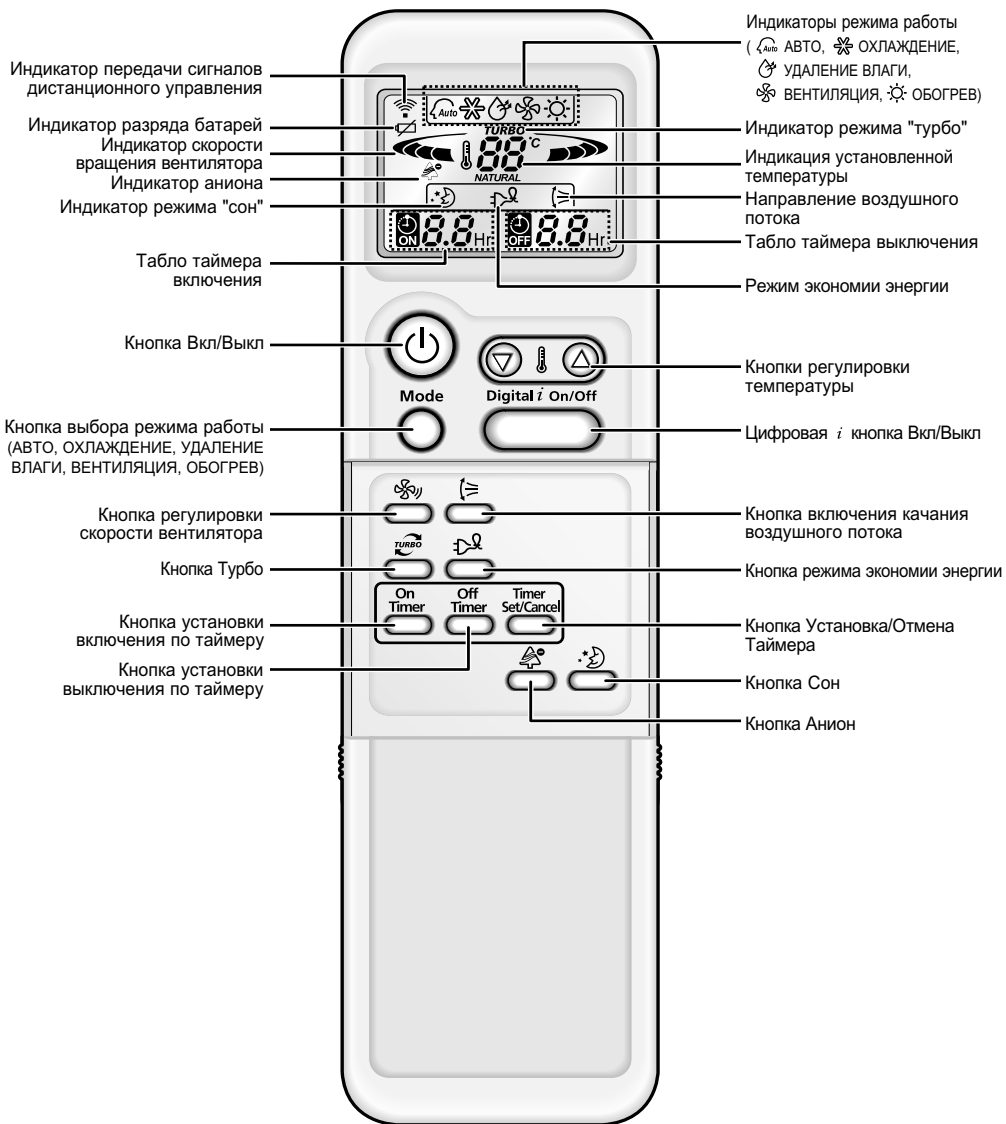 Индикаторы режима работы
( Auto АВТО, ОХЛАЖДЕНИЕ,
УДАЛЕНИЕ ВЛАГИ,
ВЕНТИЛЯЦИЯ, ОБОГРЕВ)
Индикатор передачи сигналов
дистанционного управления
Индикатор разряда батарей
Индикатор скорости
вращения вентилятора
Индикатор аниона
Индикатор режима "сон"
Табло таймера
включения
Auto
TURBO
88°C
NATURAL
ON 8.8Hr
OFF 8.8Hr
Индикатор режима "турбо"
Индикация установленной
температуры
Направление воздушного
потока
Табло таймера выключения
Режим экономии энергии
Кнопка Вкл/Выкл
Mode
Digital i On/Off
Кнопки регулировки
температуры
Кнопка выбора режима работы
(АВТО, ОХЛАЖДЕНИЕ, УДАЛЕНИЕ
ВЛАГИ, ВЕНТИЛЯЦИЯ, ОБОГРЕВ)
Цифровая i кнопка Вкл/Выкл
Кнопка регулировки
скорости вентилятора
Кнопка включения качания
воздушного потока
TURBO
Кнопка Турбо
Кнопка режима экономии энергии
On
Timer
Off
Timer
Timer
Set/Cancel
Кнопка установки
включения по таймеру
Кнопка Установка/Отмена
Таймера
Кнопка установки
выключения по таймеру
Кнопка Сон
Кнопка Анион